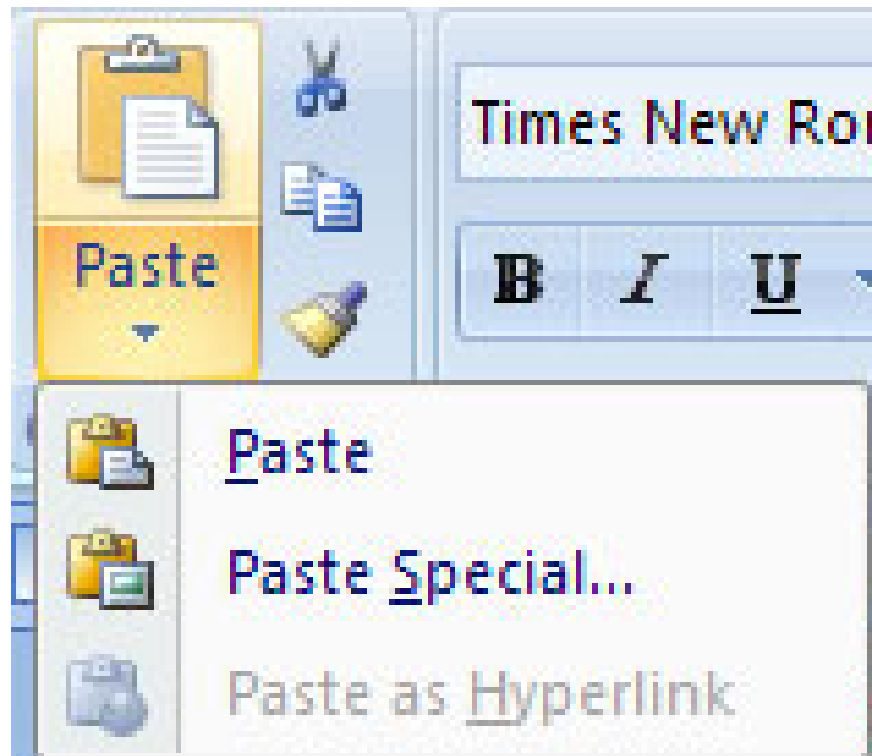 Times New Ro
Paste
B I U
Paste
Paste Special...
Paste as Hyperlink